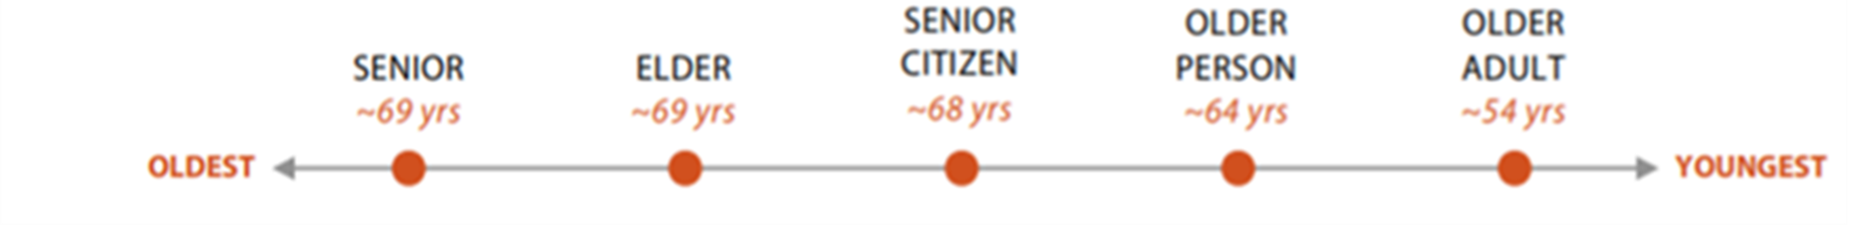 SENIOR
~69 yrs
ELDER
~69 yrs
SENIOR
CITIZEN
~68 yrs
OLDER
PERSON
~64 yrs
OLDER
ADULT
~54 yrs
OLDEST
YOUNGEST